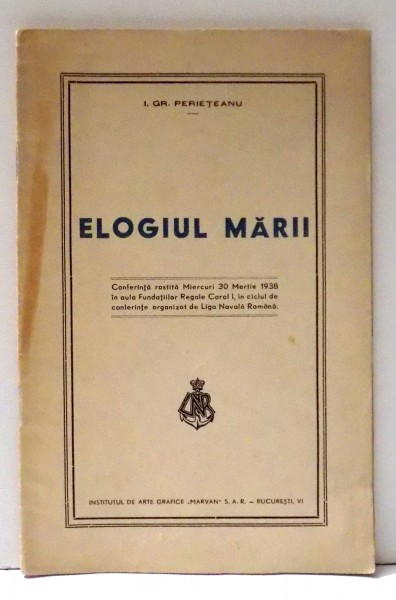 I. GR. PERIEȚEANU
ELOGIUL MĂRII
Conferință rostită Miercuri 30 Martie 1938
în aula Fundațiilor Regale Carol I, în ciclul de
conferințe organizat de Liga Navală Română.
LNR
INSTITUTUL DE ARTE GRAFICE „MARVAN" S. A. R. — BUCUREȘTI, VI